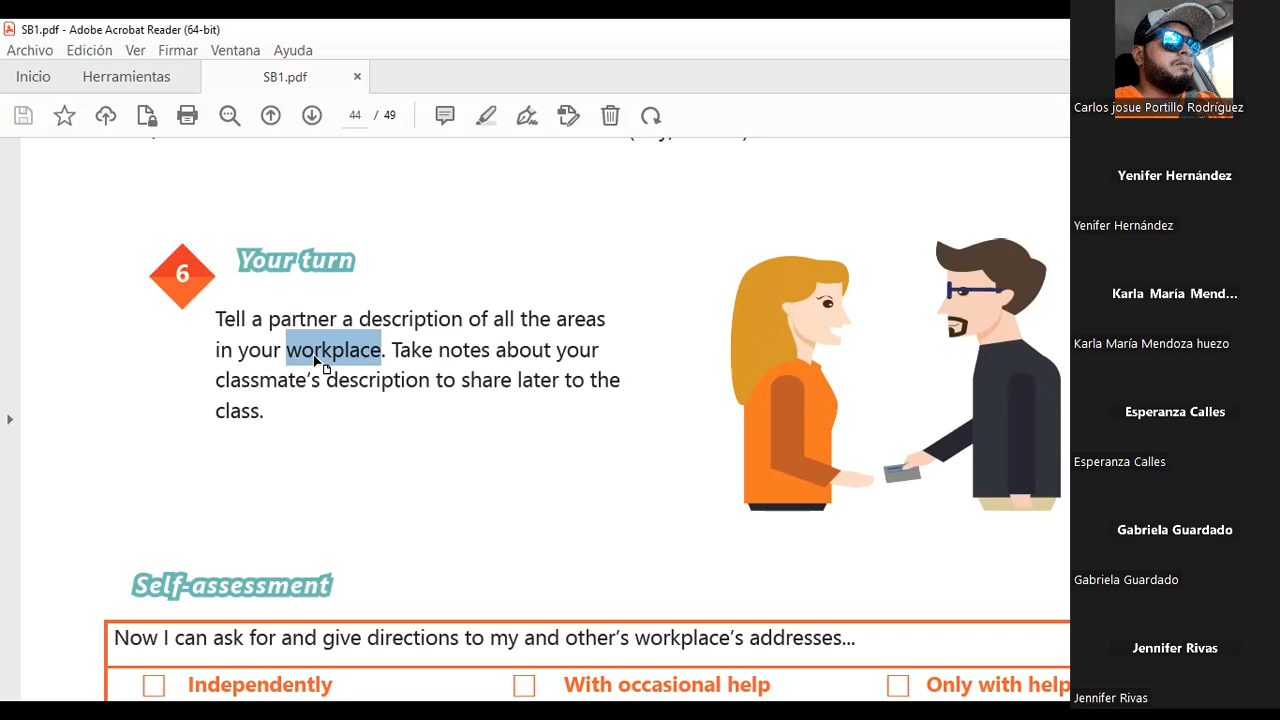 SB1.pdf - Adobe Acrobat Reader (64-bit)
Archivo Edición Ver Firmar Ventana Ayuda
Inicio Herramientas SB1.pdf ×
44 / 49
6
Your turn
Tell a partner a description of all the areas
in your workplace. Take notes about your
classmate's description to share later to the
class.
Self-assessment
Now I can ask for and give directions to my and other's workplace's addresses...
Independently With occasional help Only with help
Carlos josue Portillo Rodríguez
Yenifer Hernández
Yenifer Hernández
Karla María Mend...
Karla María Mendoza huezo
Esperanza Calles
Esperanza Calles
Gabriela Guardado
Gabriela Guardado
Jennifer Rivas
Jennifer Rivas